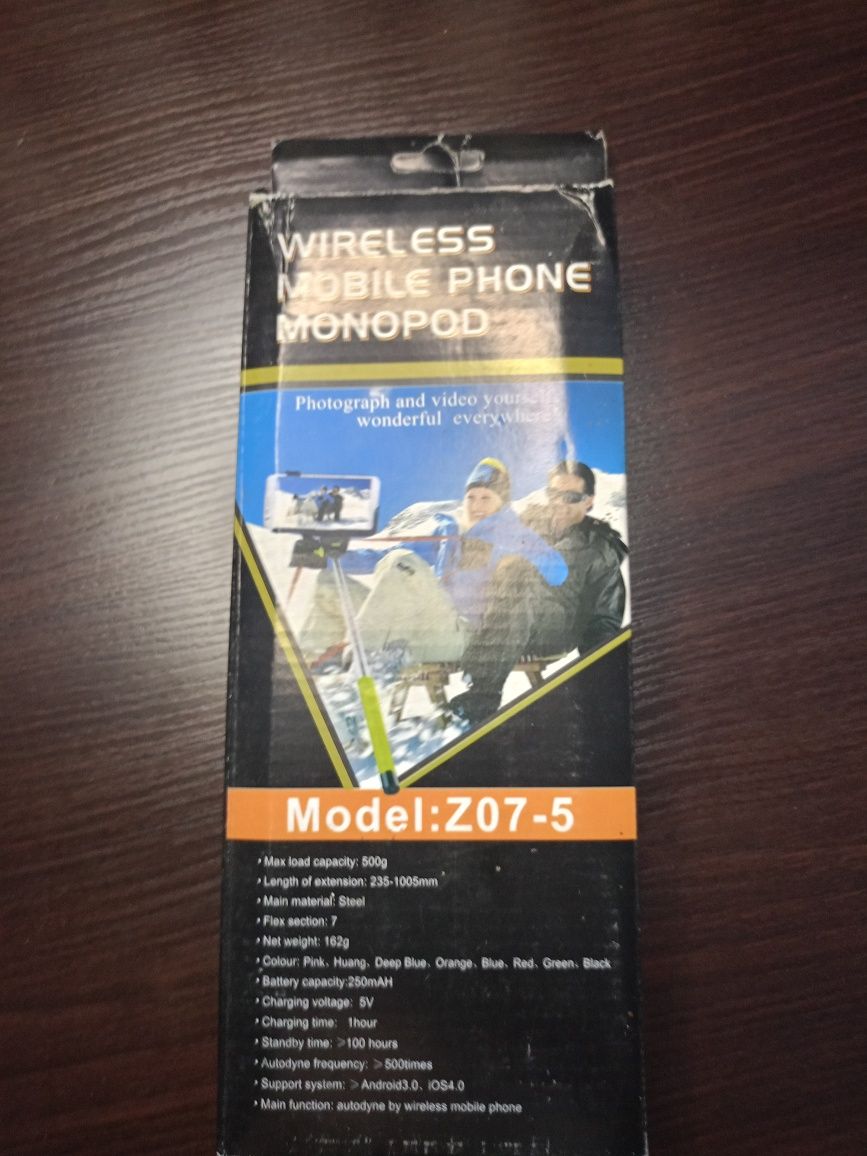 WIRELESS
MOBILE PHONE
MONOPOD
Photograph and video yourself
wonderful everywhere
Model:Z07-5
· Max load capacity: 500g
· Length of extension: 235-1005mm
· Main material: Steel
· Flex section: 7
· Net weight: 162g
· Colour: Pink、Huang、Deep Blue、Orange、Blue、Red、Green、Black
· Battery capacity:250mAH
· Charging voltage: 5V
· Charging time: 1hour
· Standby time: ≥100 hours
· Autodyne frequency: ≥500times
· Support system: ≥Android3.0、iOS4.0
· Main function: autodyne by wireless mobile phone